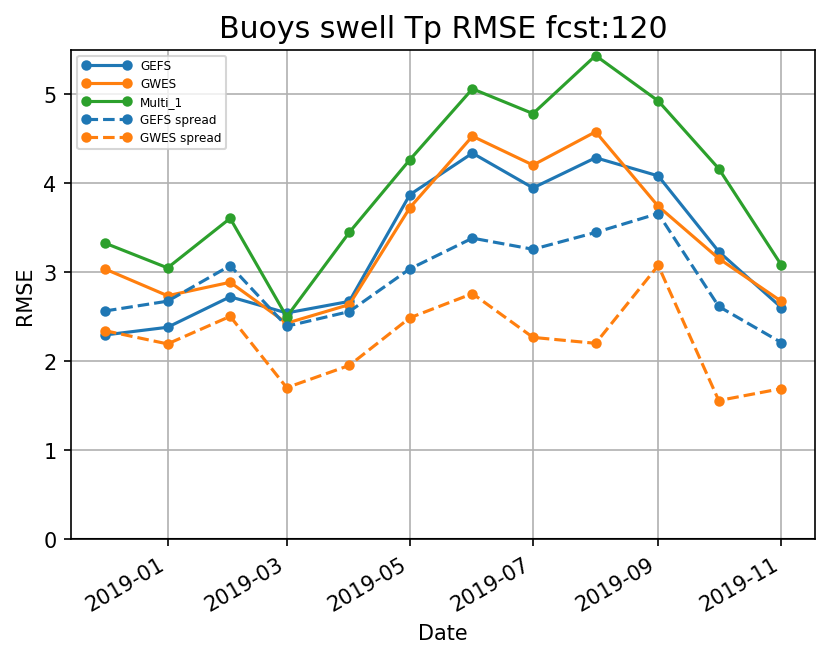 Buoys swell Tp RMSE fcst:120
GEFS
GWES
Multi_1
GEFS spread
GWES spread
5
4
3
2
1
0
RMSE
2019-01
2019-03
2019-05
2019-07
2019-09
2019-11
Date